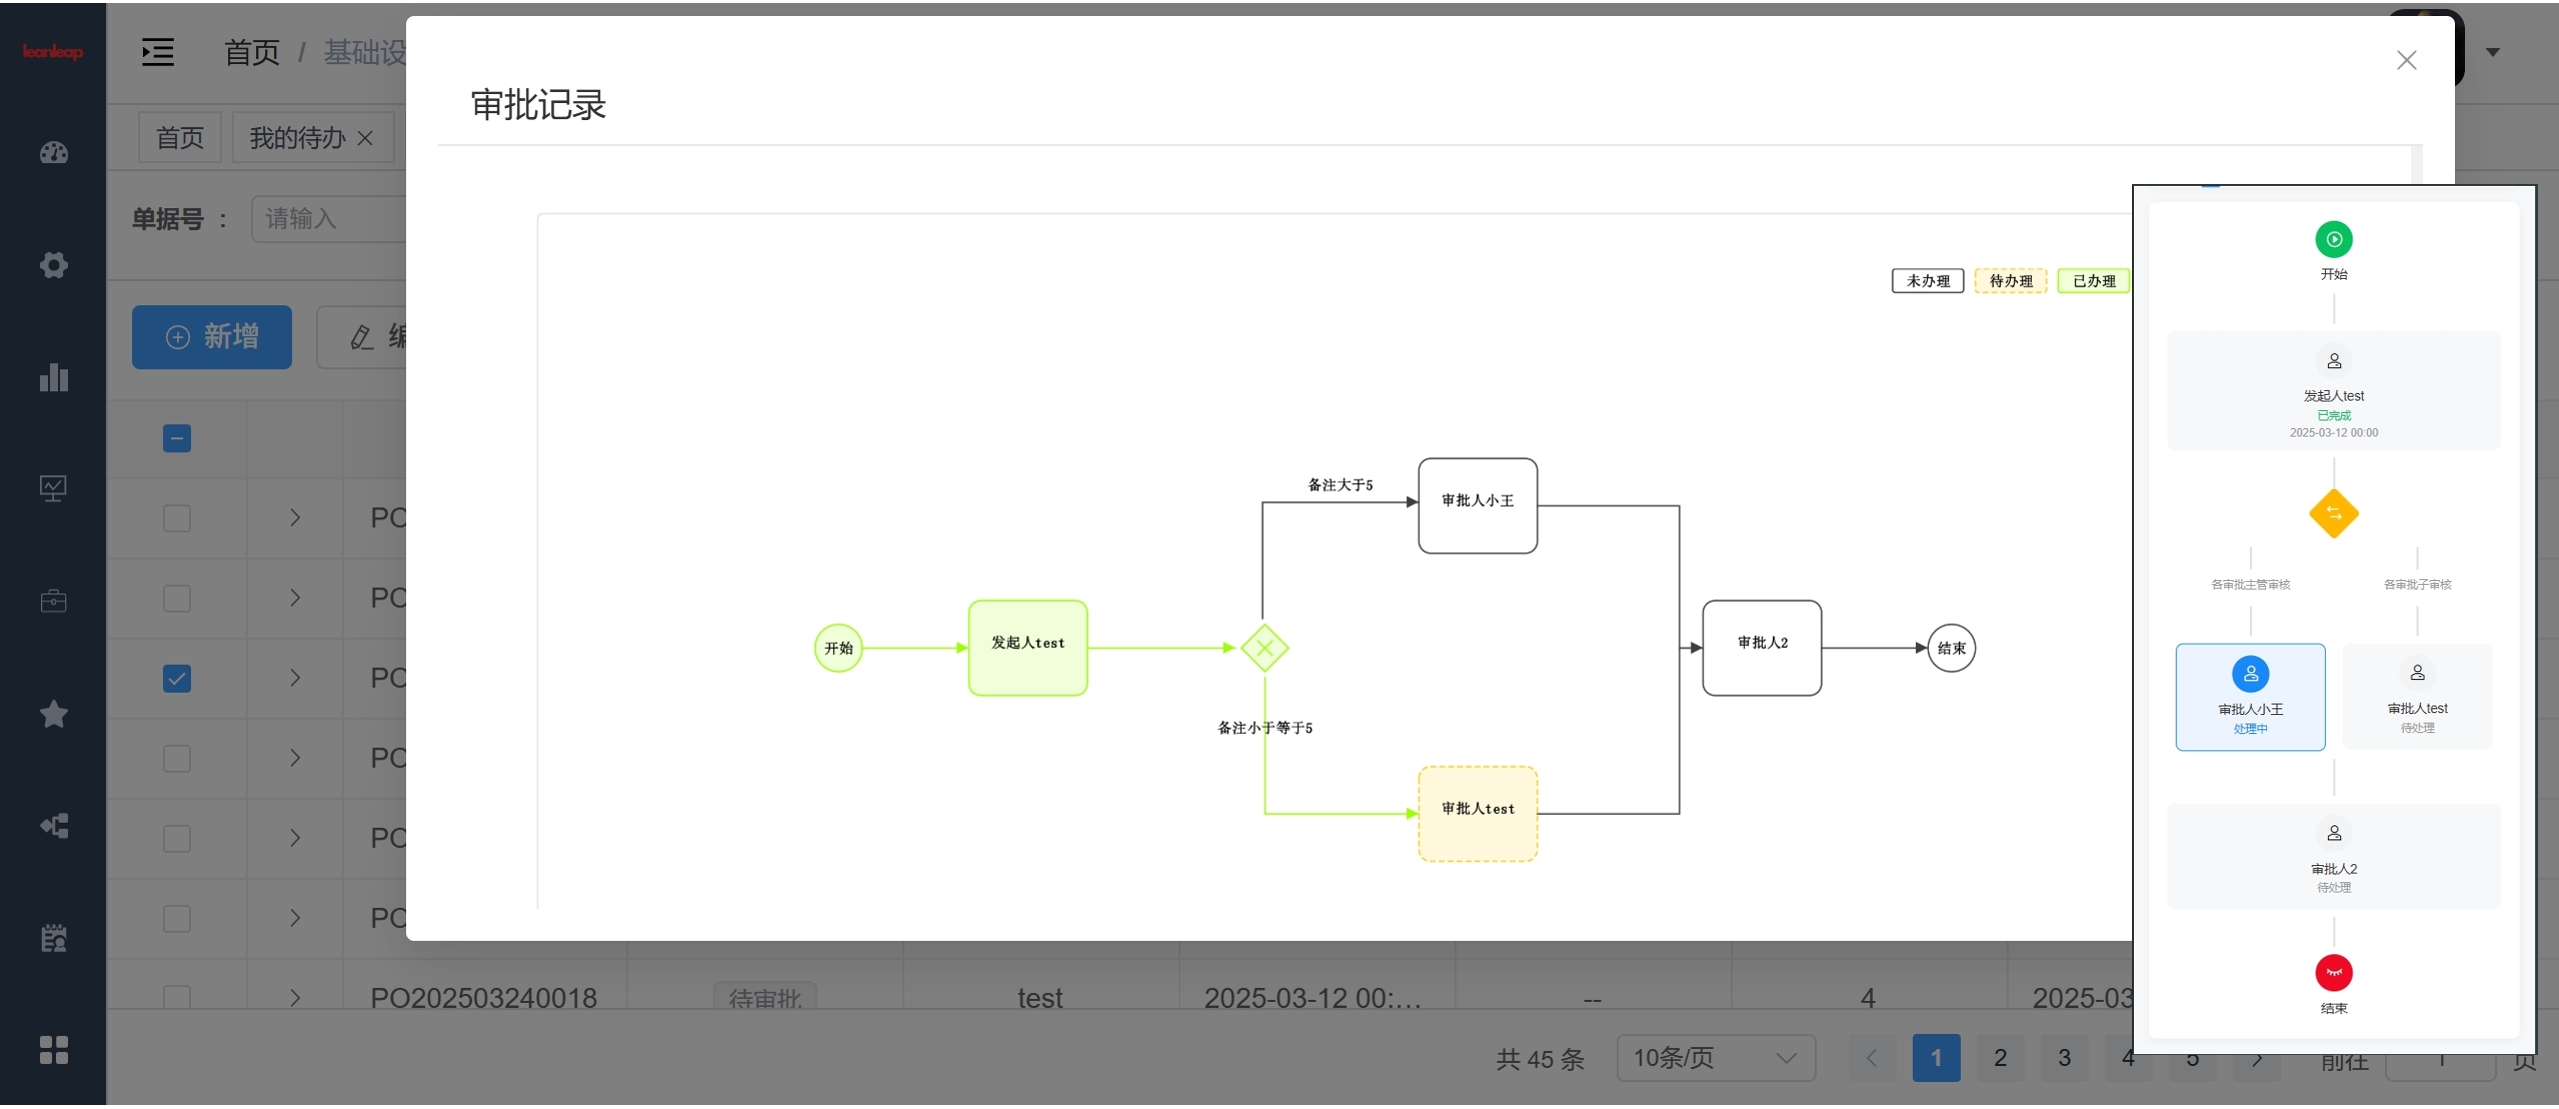 leanleap
首页 / 基础设
审批记录
首页
我的待办
单据号 ：
请输入
新增
编
未办理
待办理
已办理
备注大于5
审批人小王
开始
发起人test
审批人2
结束
备注小于等于5
审批人test
PO
PO
PO
PO
PO
PO
PO202503240018
待审批
test
2025-03-12 00:...
--
4
2025-03
共 45 条
10条/页
1
2
3
4
5
前往
1
页
开始
发起人test
已完成
2025-03-12 00:00
各审批主管审核
各审批子审核
审批人小王
处理中
审批人test
待处理
审批人2
待处理
结束